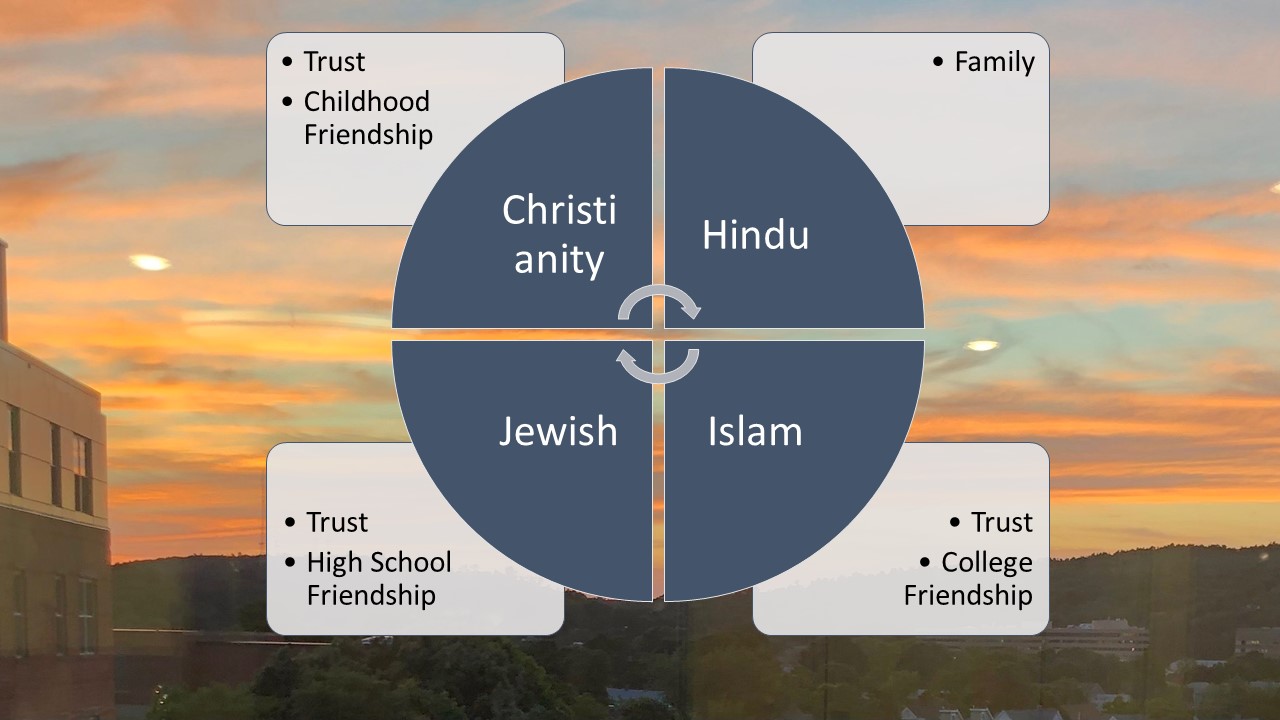 • Trust
• Childhood
Friendship
• Family
Christi
anity
Hindu
Jewish
Islam
• Trust
• High School
Friendship
• Trust
• College
Friendship